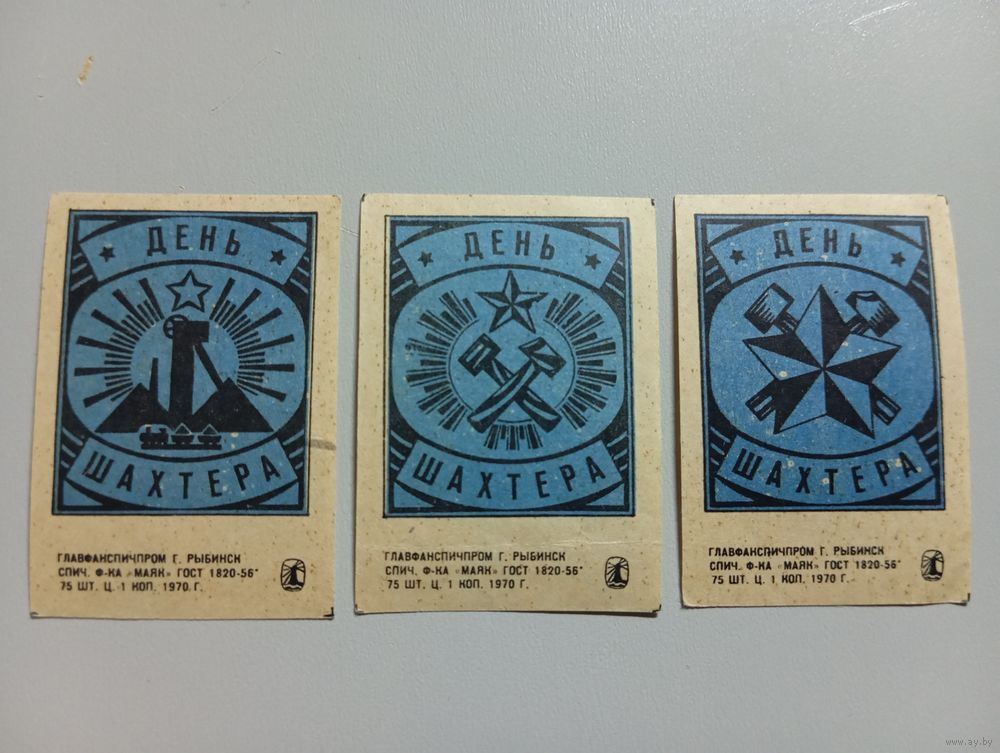 ДЕНЬ
ШАХТЕРА
ГЛАВФАНСПИЧПРОМ Г. РЫБИНСК
СПИЧ. Ф-КА «МАЯК» ГОСТ 1820-56*
75 ШТ. Ц. 1 КОП. 1970 Г.
ДЕНЬ
ШАХТЕРА
ГЛАВФАНСПИЧПРОМ Г. РЫБИНСК
СПИЧ. Ф-КА «МАЯК» ГОСТ 1820-56*
75 ШТ. Ц. 1 КОП. 1970 Г.
ДЕНЬ
ШАХТЕРА
ГЛАВФАНСПИЧПРОМ Г. РЫБИНСК
СПИЧ. Ф-КА «МАЯК» ГОСТ 1820-56*
75 ШТ. Ц. 1 КОП. 1970 Г.
www.ay.by